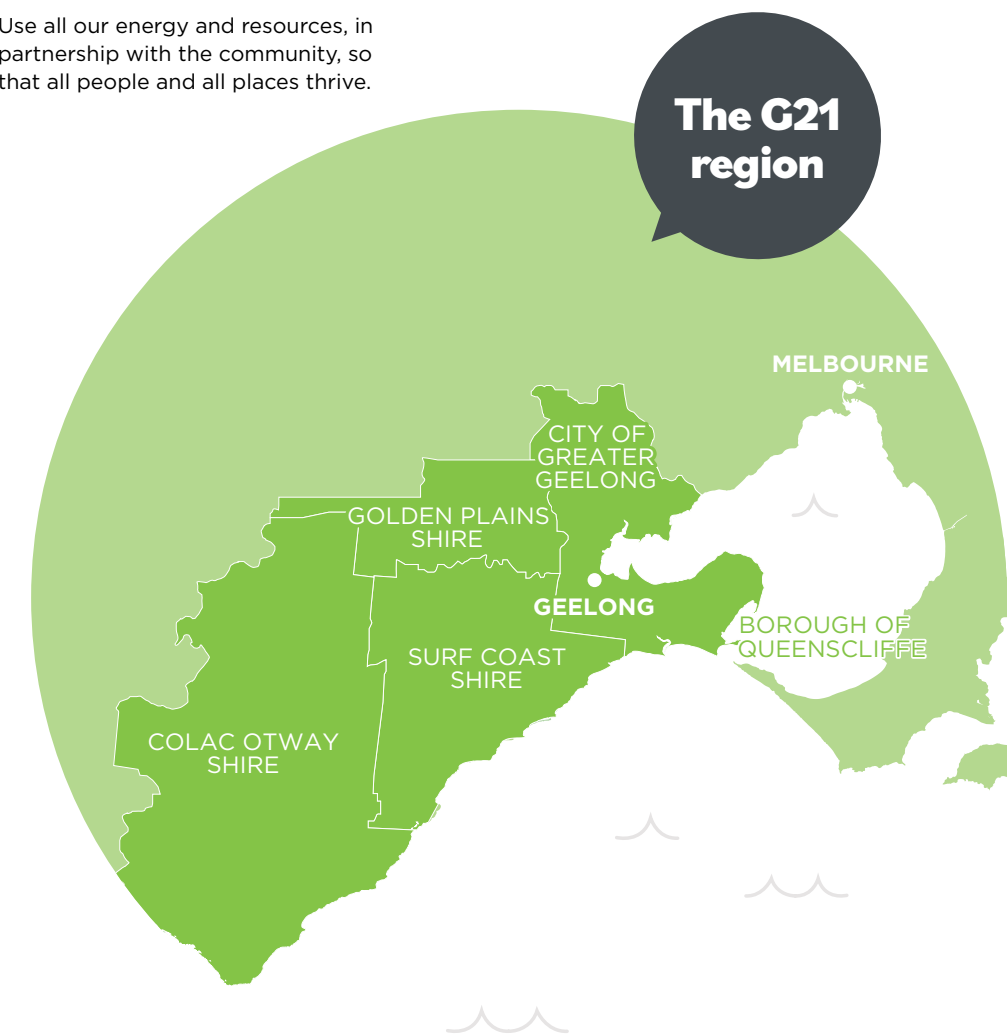 Use all our energy and resources, in
partnership with the community, so
that all people and all places thrive.
The G21
region
MELBOURNE
CITY OF
GREATER
GEELONG
GOLDEN PLAINS
SHIRE
GEELONG
BOROUGH OF
QUEENSCLIFFE
SURF COAST
SHIRE
COLAC OTWAY
SHIRE